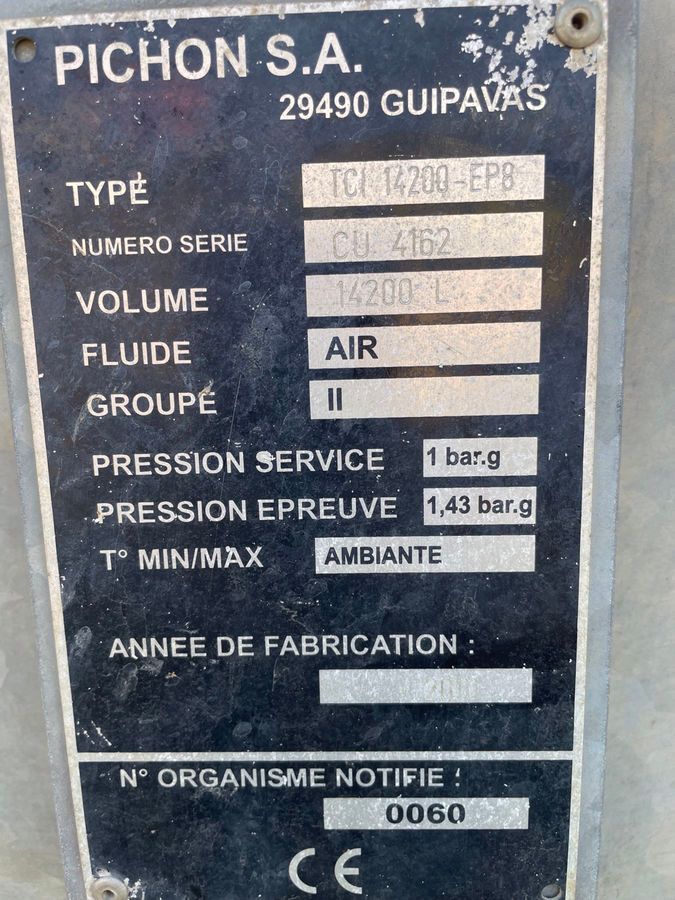 PICHON S.A.
29490 GUIPAVAS
TYPE TCI 14200-EP8
NUMERO SERIE CU 4162
VOLUME 14200 L
FLUIDE AIR
GROUPE II
PRESSION SERVICE 1 bar.g
PRESSION EPREUVE 1,43 bar.g
T° MIN/MAX AMBIANTE
ANNEE DE FABRICATION :
N° ORGANISME NOTIFIE :
0060
CE